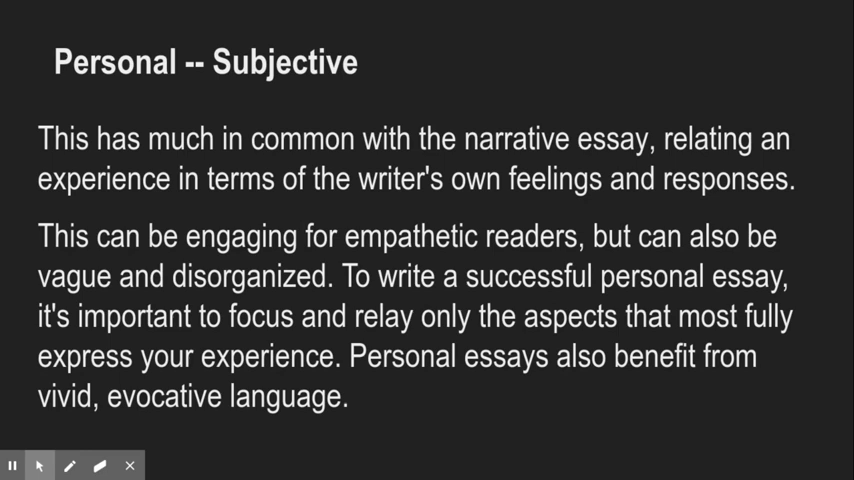 Personal -- Subjective
This has much in common with the narrative essay, relating an
experience in terms of the writer's own feelings and responses.
This can be engaging for empathetic readers, but can also be
vague and disorganized. To write a successful personal essay,
it's important to focus and relay only the aspects that most fully
express your experience. Personal essays also benefit from
vivid, evocative language.